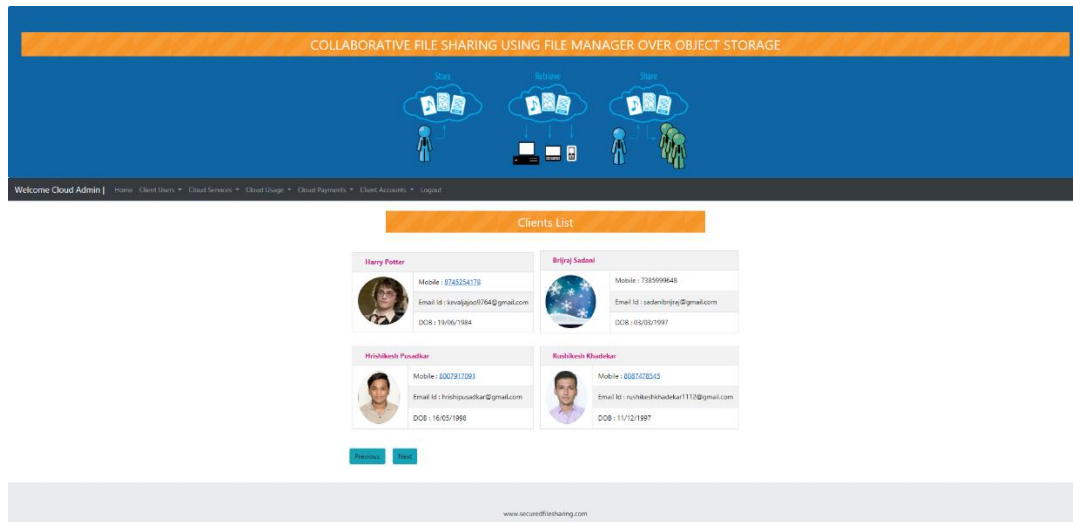 COLLABORATIVE FILE SHARING USING FILE MANAGER OVER OBJECT STORAGE
Store Retrieve Share
Welcome Cloud Admin | Home Client Users Cloud Services Cloud Usage Cloud Payments Client Accounts Logout
Clients List
Harry Potter
Mobile : 8745254178
Email Id : kevaljajoo9764@gmail.com
DOB : 19/06/1984
Brijraj Sadani
Mobile : 7385999648
Email Id : sadanibrijraj@gmail.com
DOB : 03/03/1997
Hrishikesh Pusadkar
Mobile : 8007917091
Email Id : hrishipusadkar@gmail.com
DOB : 16/05/1998
Rushikesh Khadekar
Mobile : 8087478545
Email Id : rushikeshkhadekar1112@gmail.com
DOB : 11/12/1997
Previous Next
www.securedfilesharing.com